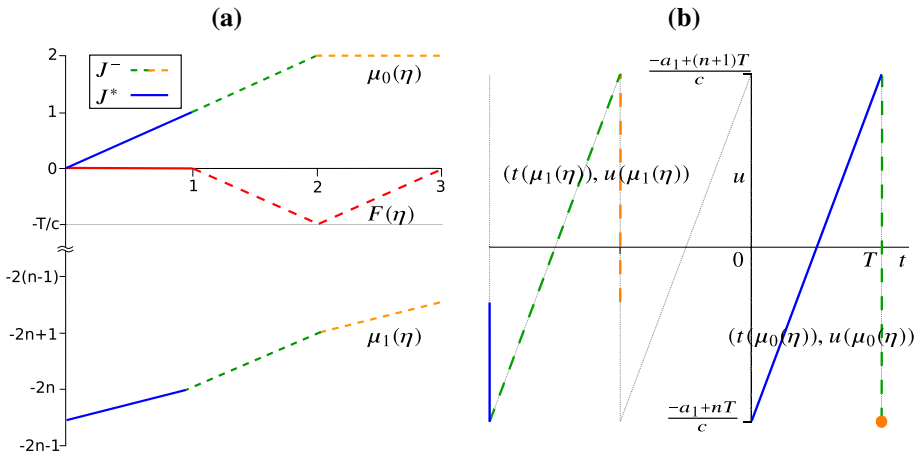 (a)
(b)
J⁻
J*
2
1
0
-T/c
-2(n-1)
-2n+1
-2n
-2n-1
1
2
3
μ₀(η)
F(η)
μ₁(η)
(t(μ₁(η)), u(μ₁(η))
(t(μ₀(η)), u(μ₀(η))
−a₁+(n+1)T
c
u
0
T
t
−a₁+nT
c